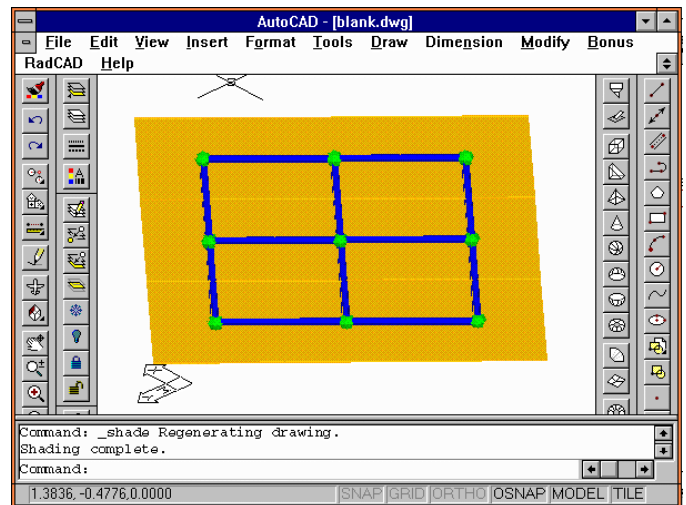 AutoCAD - [blank.dwg]
File Edit View Insert Format Tools Draw Dimension Modify Bonus
RadCAD Help
Command: _shade Regenerating drawing.
Shading complete.
Command:
1.3836, -0.4776,0.0000 SNAP GRID ORTHO OSNAP MODEL TILE